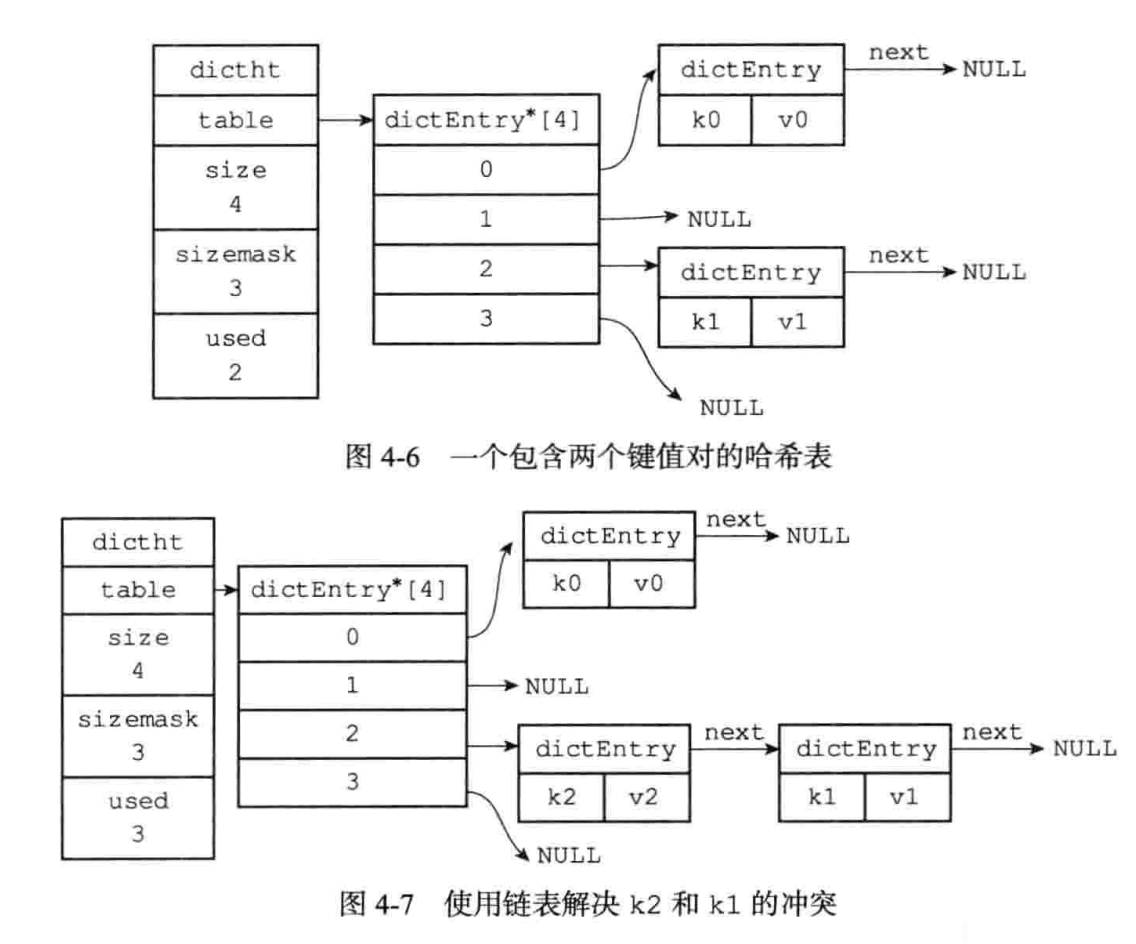 dictht
table
size
4
sizemask
3
used
2
dictEntry*[4]
0
1
2
3
dictEntry
k0 v0
next
NULL
NULL
dictEntry
k1 v1
next
NULL
NULL
图 4-6 一个包含两个键值对的哈希表
dictht
table
size
4
sizemask
3
used
3
dictEntry*[4]
0
1
2
3
dictEntry
k0 v0
next
NULL
NULL
dictEntry
k2 v2
next
dictEntry
k1 v1
next
NULL
NULL
图 4-7 使用链表解决 k2 和 k1 的冲突